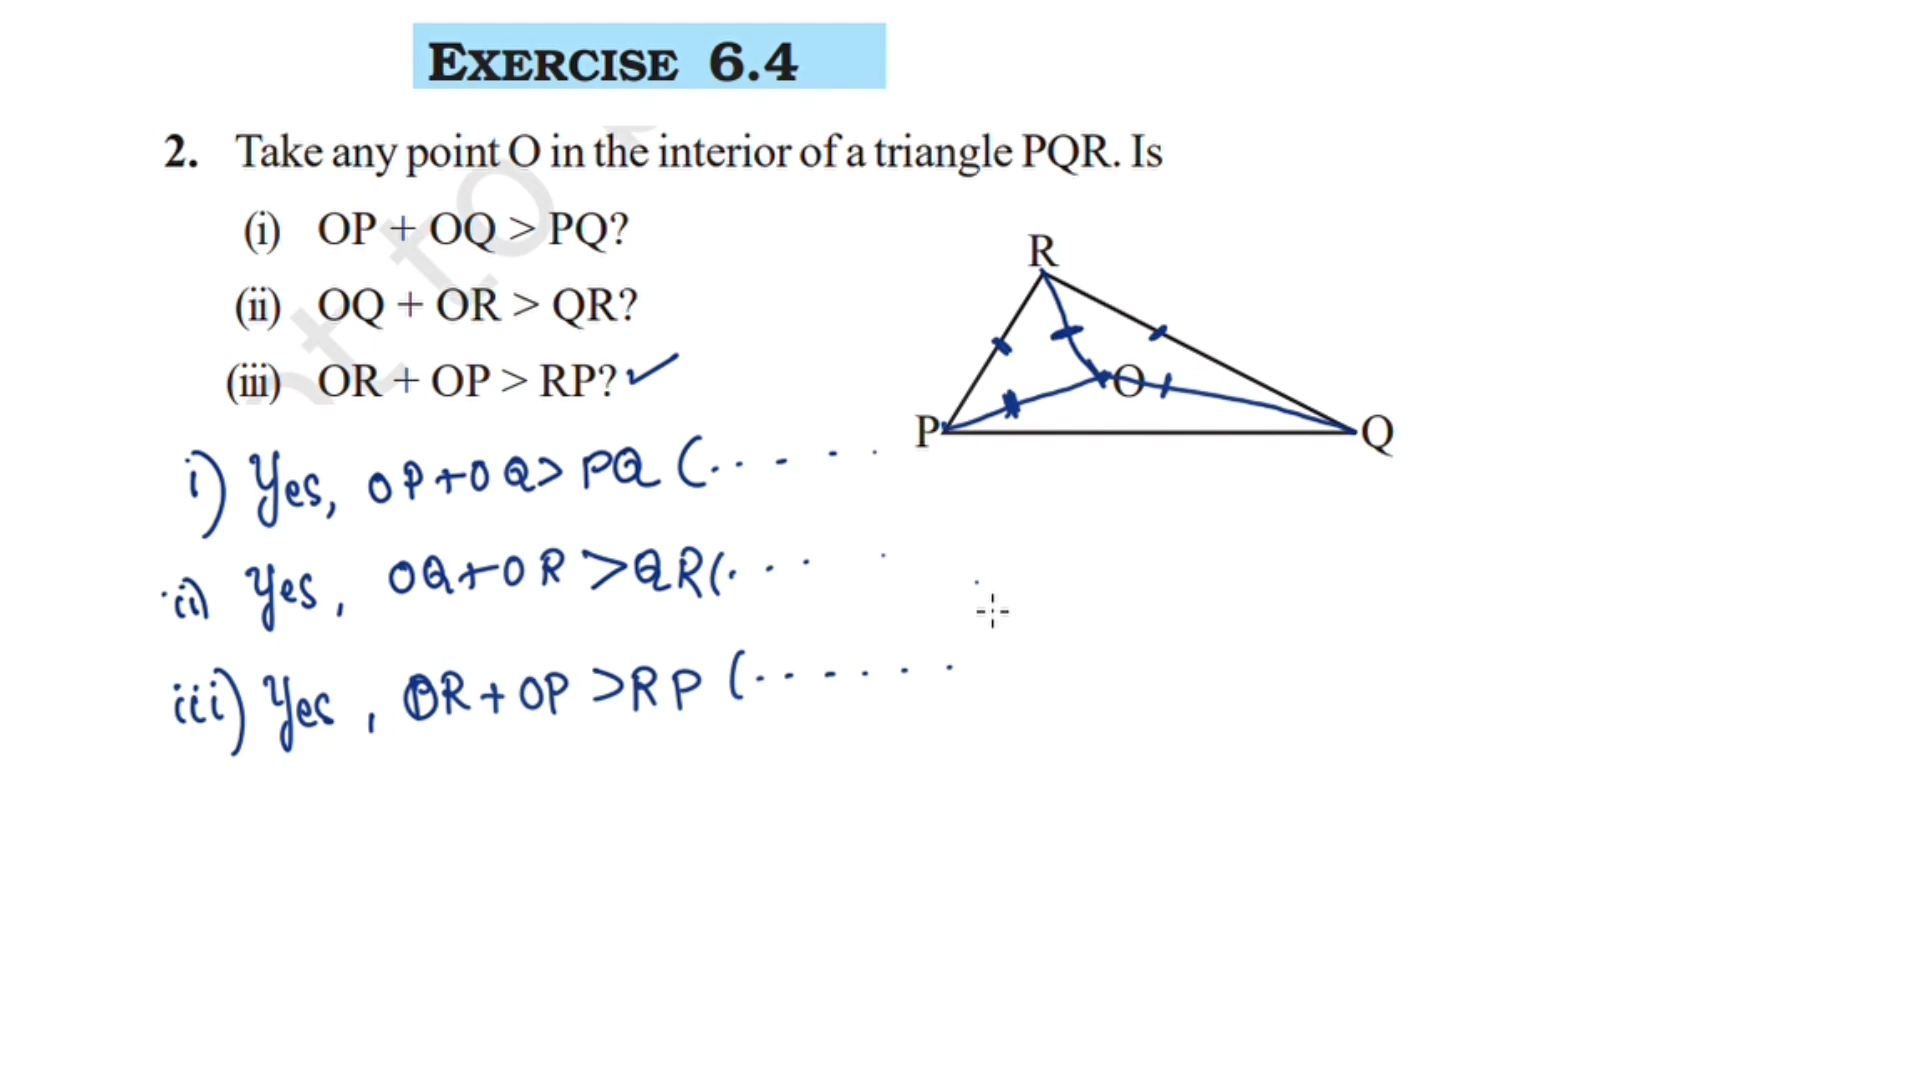 EXERCISE 6.4
2. Take any point O in the interior of a triangle PQR. Is
(i) OP + OQ > PQ?
(ii) OQ + OR > QR?
(iii) OR + OP > RP?
R
O
P
Q
i) Yes, OP+OQ> PQ (.....
ii) Yes, OQ+OR >QR(....
iii) Yes, OR+OP >RP (......